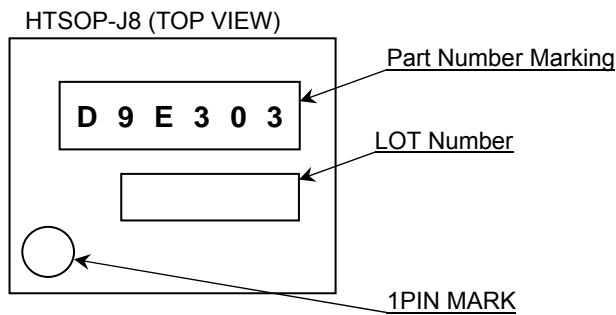 HTSOP-J8 (TOP VIEW)
Part Number Marking
D 9 E 3 0 3
LOT Number
1PIN MARK